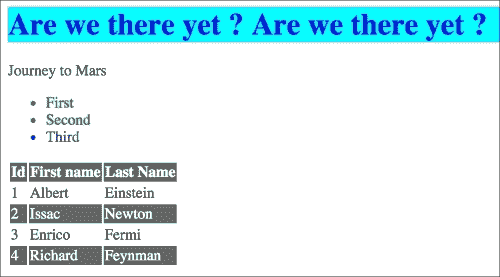 Are we there yet ? Are we there yet ?
Journey to Mars
First
Second
Third
Id First name Last Name
1 Albert Einstein
2 Issac Newton
3 Enrico Fermi
4 Richard Feynman